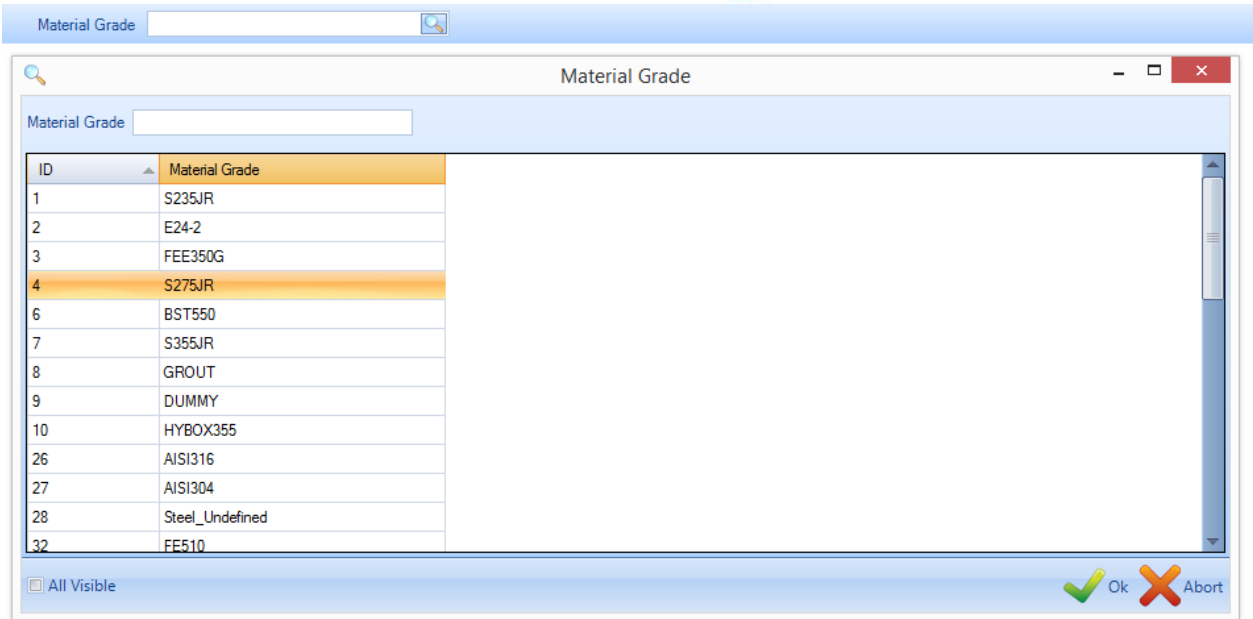 Material Grade
Material Grade
Material Grade
ID Material Grade
1 S235JR
2 E24-2
3 FEE350G
4 S275JR
6 BST550
7 S355JR
8 GROUT
9 DUMMY
10 HYBOX355
26 AISI316
27 AISI304
28 Steel_Undefined
32 FE510
All Visible Ok Abort